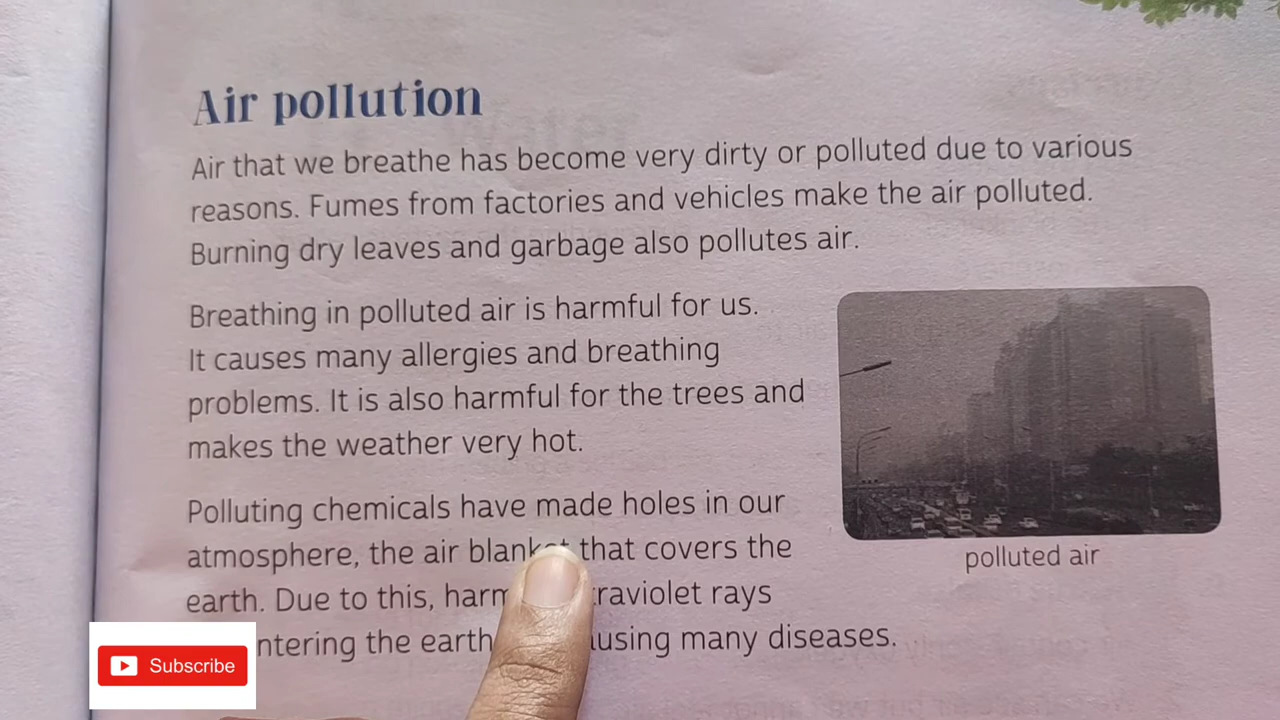 Air pollution
Air that we breathe has become very dirty or polluted due to various
reasons. Fumes from factories and vehicles make the air polluted.
Burning dry leaves and garbage also pollutes air.
Breathing in polluted air is harmful for us.
It causes many allergies and breathing
problems. It is also harmful for the trees and
makes the weather very hot.
Polluting chemicals have made holes in our
atmosphere, the air blanket that covers the
earth. Due to this, rays
the earth many diseases.
polluted air
Subscribe